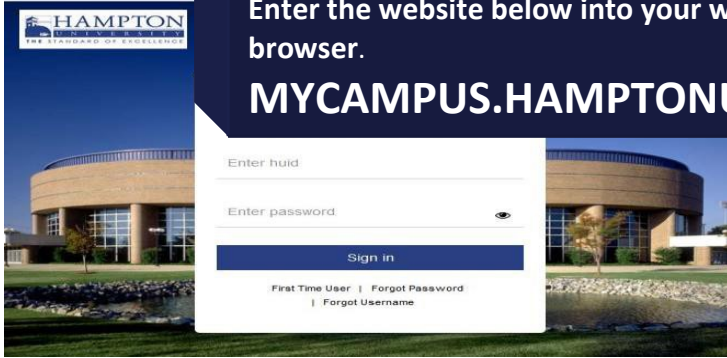 HAMPTON
UNIVERSITY
THE STANDARD OF EXCELLENCE
Enter the website below into your w
browser.
MYCAMPUS.HAMPTONU
Enter huid
Enter password
Sign in
First Time User | Forgot Password
| Forgot Username